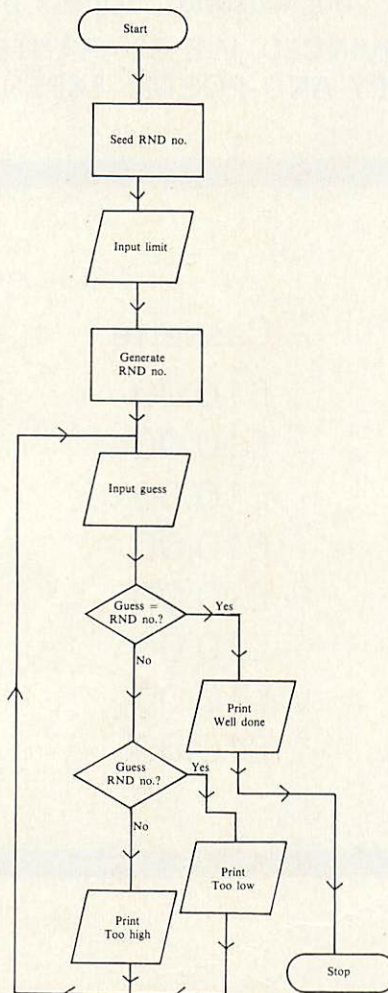 Start
Seed RND no.
Input limit
Generate
RND no.
Input guess
Guess =
RND no.?
Yes
No
Print
Well done
Guess
RND no.?
Yes
No
Print
Too low
Print
Too high
Stop